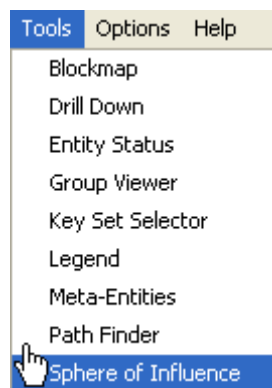 Tools Options Help
Blockmap
Drill Down
Entity Status
Group Viewer
Key Set Selector
Legend
Meta-Entities
Path Finder
Sphere of Influence